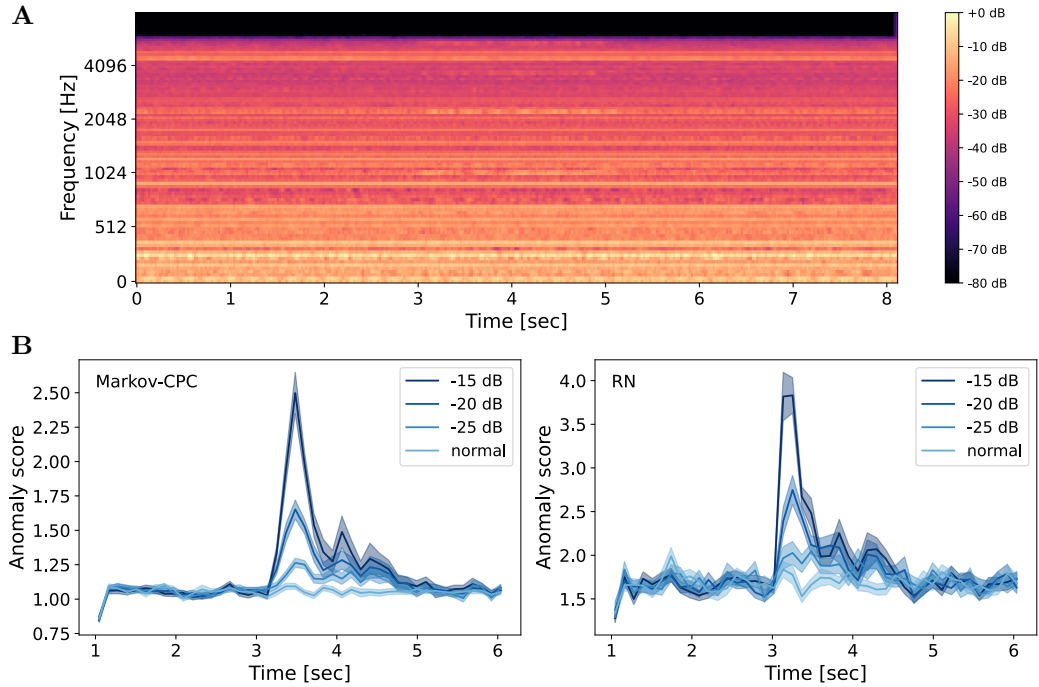 A
Frequency [Hz]
4096
2048
1024
512
0
0 1 2 3 4 5 6 7 8
Time [sec]
+0 dB
-10 dB
-20 dB
-30 dB
-40 dB
-50 dB
-60 dB
-70 dB
-80 dB
B
Markov-CPC
Anomaly score
2.50
2.25
2.00
1.75
1.50
1.25
1.00
0.75
-15 dB
-20 dB
-25 dB
normal
1 2 3 4 5 6
Time [sec]
RN
Anomaly score
4.0
3.5
3.0
2.5
2.0
1.5
-15 dB
-20 dB
-25 dB
normal
1 2 3 4 5 6
Time [sec]